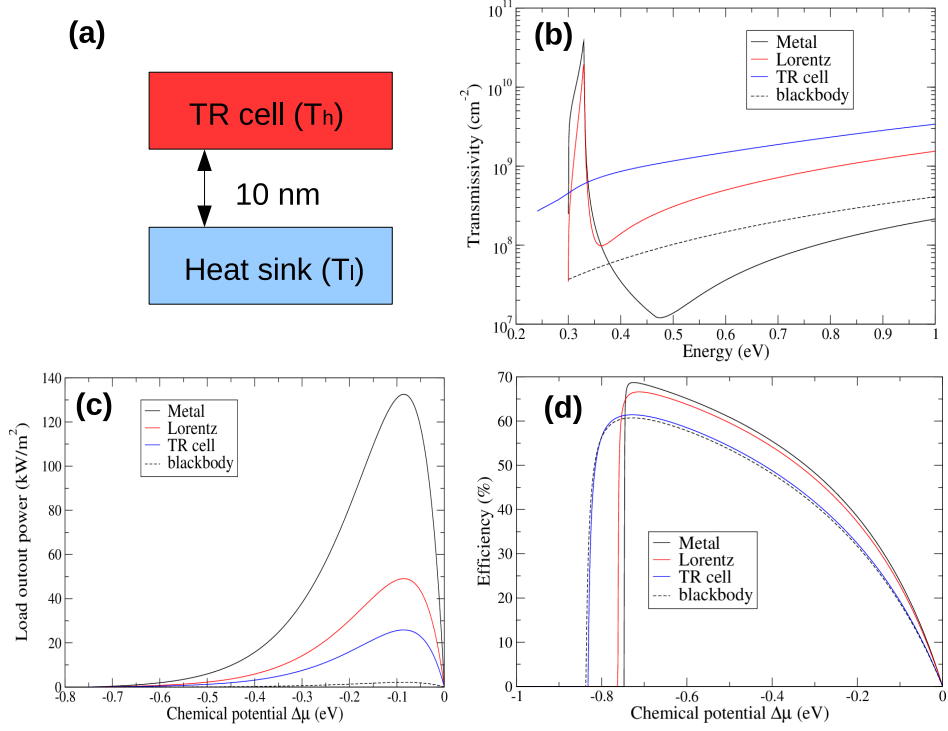 (a)
TR cell (Th)
10 nm
Heat sink (Tl)
(b)
Transmissivity (cm-2)
10^11
10^10
10^9
10^8
10^7
Metal
Lorentz
TR cell
blackbody
0.2 0.3 0.4 0.5 0.6 0.7 0.8 0.9 1
Energy (eV)
(c)
Load outout power (kW/m2)
140
120
100
80
60
40
20
0
Metal
Lorentz
TR cell
blackbody
-0.8 -0.7 -0.6 -0.5 -0.4 -0.3 -0.2 -0.1 0
Chemical potential Δμ (eV)
(d)
Efficiency (%)
70
60
50
40
30
20
10
0
Metal
Lorentz
TR cell
blackbody
-1 -0.8 -0.6 -0.4 -0.2 0
Chemical potential Δμ (eV)